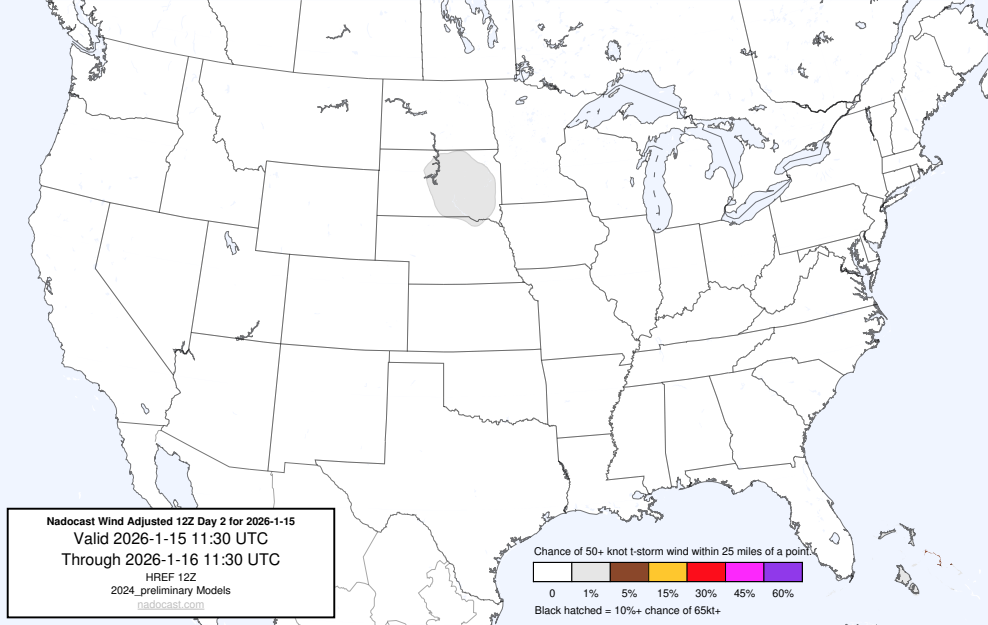 Nadocast Wind Adjusted 12Z Day 2 for 2026-1-15
Valid 2026-1-15 11:30 UTC
Through 2026-1-16 11:30 UTC
HREF 12Z
2024_preliminary Models
nadocast.com
Chance of 50+ knot t-storm wind within 25 miles of a point.
0 1% 5% 15% 30% 45% 60%
Black hatched = 10%+ chance of 65kt+